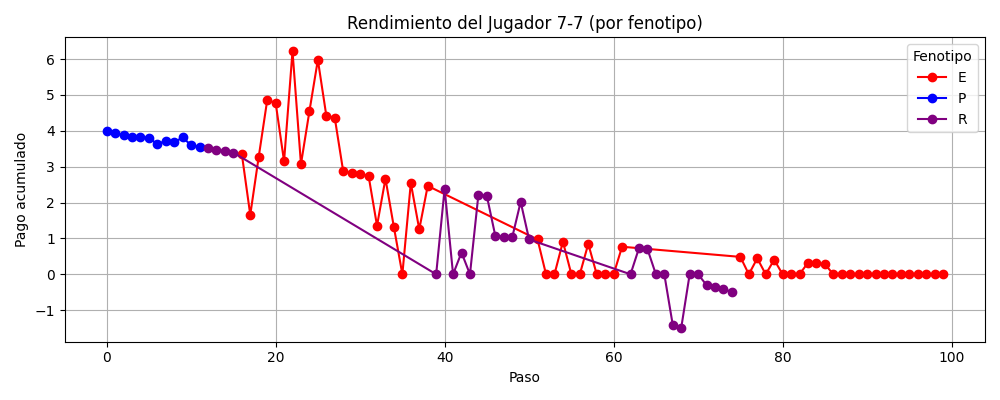 Rendimiento del Jugador 7-7 (por fenotipo)
Pago acumulado
6
5
4
3
2
1
0
−1
Fenotipo
E
P
R
0
20
40
60
80
100
Paso